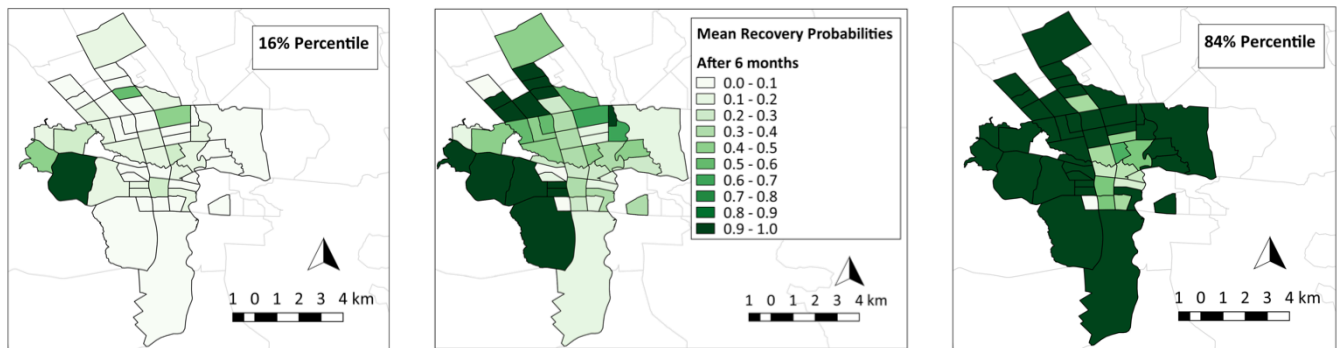 16% Percentile
1 0 1 2 3 4 km
Mean Recovery Probabilities
After 6 months
0.0 - 0.1
0.1 - 0.2
0.2 - 0.3
0.3 - 0.4
0.4 - 0.5
0.5 - 0.6
0.6 - 0.7
0.7 - 0.8
0.8 - 0.9
0.9 - 1.0
1 0 1 2 3 4 km
84% Percentile
1 0 1 2 3 4 km